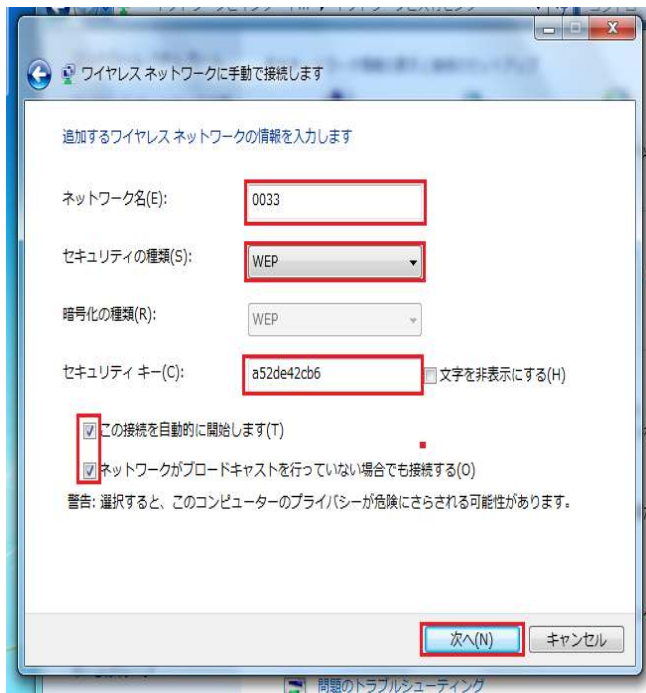 ワイヤレス ネットワークに手動で接続します
追加するワイヤレス ネットワークの情報を入力します
ネットワーク名(E): 0033
セキュリティの種類(S): WEP
暗号化の種類(R): WEP
セキュリティ キー(C): a52de42cb6 文字を非表示にする(H)
この接続を自動的に開始します(T)
ネットワークがブロードキャストを行っていない場合でも接続する(O)
警告: 選択すると、このコンピューターのプライバシーが危険にさらされる可能性があります。
次へ(N) キャンセル
問題のトラブルシューティング